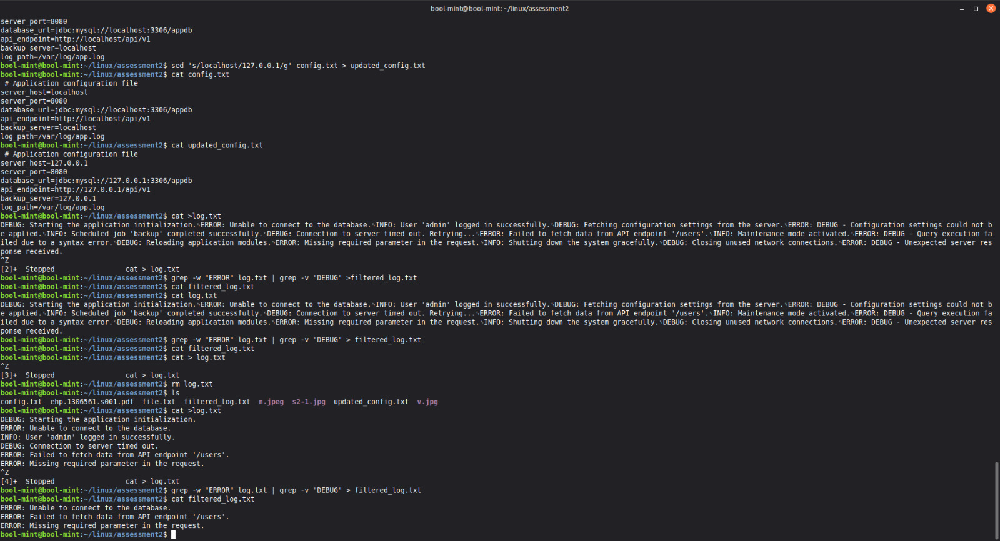 bool-mint@bool-mint: ~/linux/assessment2
server_port=8080
database_url=jdbc:mysql://localhost:3306/appdb
api_endpoint=http://localhost/api/v1
backup_server=localhost
log_path=/var/log/app.log
bool-mint@bool-mint:~/linux/assessment2$ sed 's/localhost/127.0.0.1/g' config.txt > updated_config.txt
bool-mint@bool-mint:~/linux/assessment2$ cat config.txt
 # Application configuration file
server_host=localhost
server_port=8080
database_url=jdbc:mysql://localhost:3306/appdb
api_endpoint=http://localhost/api/v1
backup_server=localhost
log_path=/var/log/app.log
bool-mint@bool-mint:~/linux/assessment2$ cat updated_config.txt
 # Application configuration file
server_host=127.0.0.1
server_port=8080
database_url=jdbc:mysql://127.0.0.1:3306/appdb
api_endpoint=http://127.0.0.1/api/v1
backup_server=127.0.0.1
log_path=/var/log/app.log
bool-mint@bool-mint:~/linux/assessment2$ cat >log.txt
DEBUG: Starting the application initialization.␤ERROR: Unable to connect to the database.␤INFO: User 'admin' logged in successfully.␤DEBUG: Fetching configuration settings from the server.␤ERROR: DEBUG - Configuration settings could not b
e applied.␤INFO: Scheduled job 'backup' completed successfully.␤DEBUG: Connection to server timed out. Retrying...␤ERROR: Failed to fetch data from API endpoint '/users'.␤INFO: Maintenance mode activated.␤ERROR: DEBUG - Query execution fa
iled due to a syntax error.␤DEBUG: Reloading application modules.␤ERROR: Missing required parameter in the request.␤INFO: Shutting down the system gracefully.␤DEBUG: Closing unused network connections.␤ERROR: DEBUG - Unexpected server res
ponse received.
^Z
[2]+  Stopped                 cat > log.txt
bool-mint@bool-mint:~/linux/assessment2$ grep -w "ERROR" log.txt | grep -v "DEBUG" >filtered_log.txt
bool-mint@bool-mint:~/linux/assessment2$ cat filtered_log.txt
bool-mint@bool-mint:~/linux/assessment2$ cat log.txt
DEBUG: Starting the application initialization.␤ERROR: Unable to connect to the database.␤INFO: User 'admin' logged in successfully.␤DEBUG: Fetching configuration settings from the server.␤ERROR: DEBUG - Configuration settings could not b
e applied.␤INFO: Scheduled job 'backup' completed successfully.␤DEBUG: Connection to server timed out. Retrying...␤ERROR: Failed to fetch data from API endpoint '/users'.␤INFO: Maintenance mode activated.␤ERROR: DEBUG - Query execution fa
iled due to a syntax error.␤DEBUG: Reloading application modules.␤ERROR: Missing required parameter in the request.␤INFO: Shutting down the system gracefully.␤DEBUG: Closing unused network connections.␤ERROR: DEBUG - Unexpected server res
ponse received.
bool-mint@bool-mint:~/linux/assessment2$ grep -w "ERROR" log.txt | grep -v "DEBUG" > filtered_log.txt
bool-mint@bool-mint:~/linux/assessment2$ cat filtered_log.txt
bool-mint@bool-mint:~/linux/assessment2$ cat > log.txt
^Z
[3]+  Stopped                 cat > log.txt
bool-mint@bool-mint:~/linux/assessment2$ rm log.txt
bool-mint@bool-mint:~/linux/assessment2$ ls
config.txt  ehp.1306561.s001.pdf  file.txt  filtered_log.txt  n.jpeg  s2-1.jpg  updated_config.txt  v.jpg
bool-mint@bool-mint:~/linux/assessment2$ cat >log.txt
DEBUG: Starting the application initialization.
ERROR: Unable to connect to the database.
INFO: User 'admin' logged in successfully.
DEBUG: Connection to server timed out.
ERROR: Failed to fetch data from API endpoint '/users'.
ERROR: Missing required parameter in the request.
^Z
[4]+  Stopped                 cat > log.txt
bool-mint@bool-mint:~/linux/assessment2$ grep -w "ERROR" log.txt | grep -v "DEBUG" > filtered_log.txt
bool-mint@bool-mint:~/linux/assessment2$ cat filtered_log.txt
ERROR: Unable to connect to the database.
ERROR: Failed to fetch data from API endpoint '/users'.
ERROR: Missing required parameter in the request.
bool-mint@bool-mint:~/linux/assessment2$